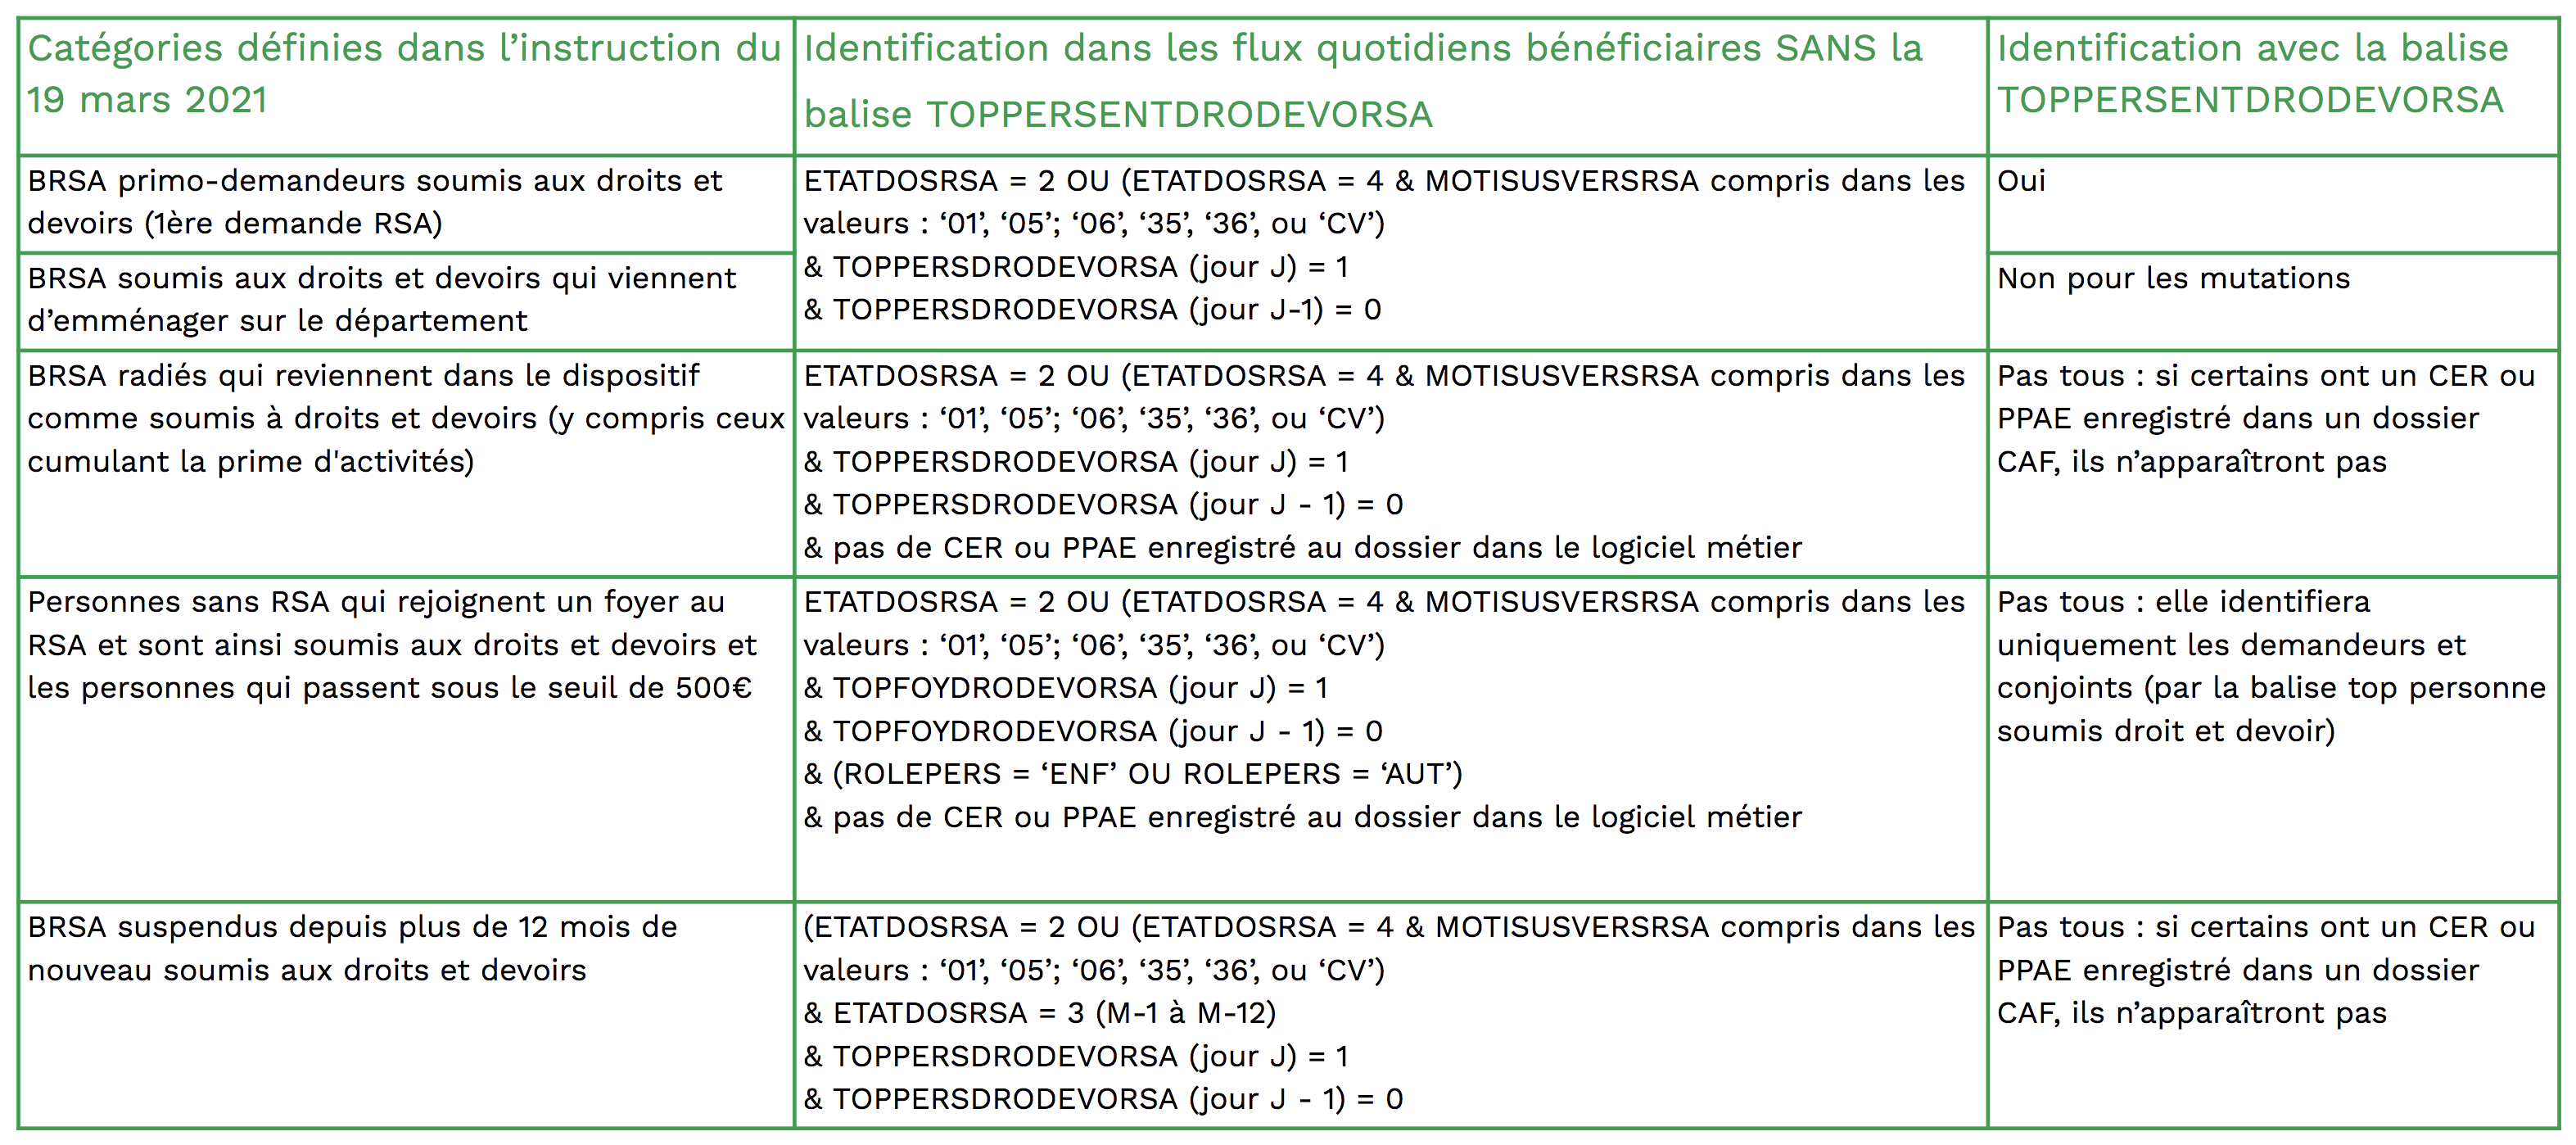 Catégories définies dans l’instruction du
19 mars 2021
Identification dans les flux quotidiens bénéficiaires SANS la
balise TOPPERSENTDRODEVORSA
Identification avec la balise
TOPPERSENTDRODEVORSA
BRSA primo-demandeurs soumis aux droits et
devoirs (1ère demande RSA)
ETATDOSRSA = 2 OU (ETATDOSRSA = 4 & MOTISUSVERSRSA compris dans les
valeurs : ‘01’, ‘05’; ‘06’, ‘35’, ‘36’, ou ‘CV’)
& TOPPERSDRODEVORSA (jour J) = 1
& TOPPERSDRODEVORSA (jour J-1) = 0
Oui
BRSA soumis aux droits et devoirs qui viennent
d’emménager sur le département
Non pour les mutations
BRSA radiés qui reviennent dans le dispositif
comme soumis à droits et devoirs (y compris ceux
cumulant la prime d'activités)
ETATDOSRSA = 2 OU (ETATDOSRSA = 4 & MOTISUSVERSRSA compris dans les
valeurs : ‘01’, ‘05’; ‘06’, ‘35’, ‘36’, ou ‘CV’)
& TOPPERSDRODEVORSA (jour J) = 1
& TOPPERSDRODEVORSA (jour J - 1) = 0
& pas de CER ou PPAE enregistré au dossier dans le logiciel métier
Pas tous : si certains ont un CER ou
PPAE enregistré dans un dossier
CAF, ils n’apparaîtront pas
Personnes sans RSA qui rejoignent un foyer au
RSA et sont ainsi soumis aux droits et devoirs et
les personnes qui passent sous le seuil de 500€
ETATDOSRSA = 2 OU (ETATDOSRSA = 4 & MOTISUSVERSRSA compris dans les
valeurs : ‘01’, ‘05’; ‘06’, ‘35’, ‘36’, ou ‘CV’)
& TOPFOYDRODEVORSA (jour J) = 1
& TOPFOYDRODEVORSA (jour J - 1) = 0
& (ROLEPERS = ‘ENF’ OU ROLEPERS = ‘AUT’)
& pas de CER ou PPAE enregistré au dossier dans le logiciel métier
Pas tous : elle identifiera
uniquement les demandeurs et
conjoints (par la balise top personne
soumis droit et devoir)
BRSA suspendus depuis plus de 12 mois de
nouveau soumis aux droits et devoirs
(ETATDOSRSA = 2 OU (ETATDOSRSA = 4 & MOTISUSVERSRSA compris dans les
valeurs : ‘01’, ‘05’; ‘06’, ‘35’, ‘36’, ou ‘CV’)
& ETATDOSRSA = 3 (M-1 à M-12)
& TOPPERSDRODEVORSA (jour J) = 1
& TOPPERSDRODEVORSA (jour J - 1) = 0
Pas tous : si certains ont un CER ou
PPAE enregistré dans un dossier
CAF, ils n’apparaîtront pas